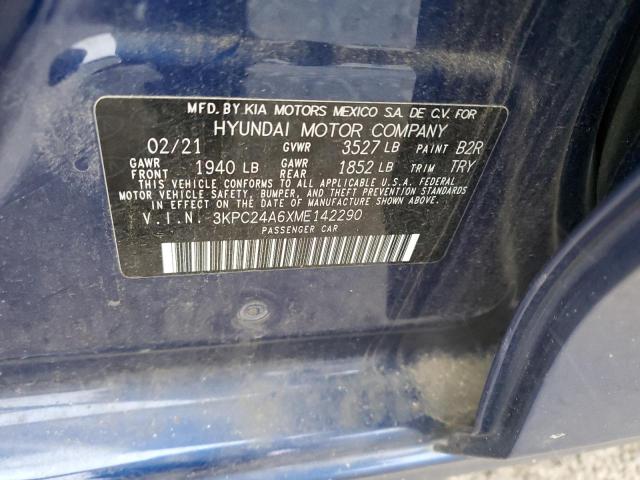 MFD. BY KIA MOTORS MEXICO S.A. DE C.V. FOR
HYUNDAI MOTOR COMPANY
02/21 GVWR 3527 LB PAINT B2R
GAWR FRONT 1940 LB GAWR REAR 1852 LB TRIM TRY
THIS VEHICLE CONFORMS TO ALL APPLICABLE U.S.A. FEDERAL
MOTOR VEHICLE SAFETY, BUMPER, AND THEFT PREVENTION STANDARDS
IN EFFECT ON THE DATE OF MANUFACTURE SHOWN ABOVE.
V.I.N. 3KPC24A6XME142290
PASSENGER CAR